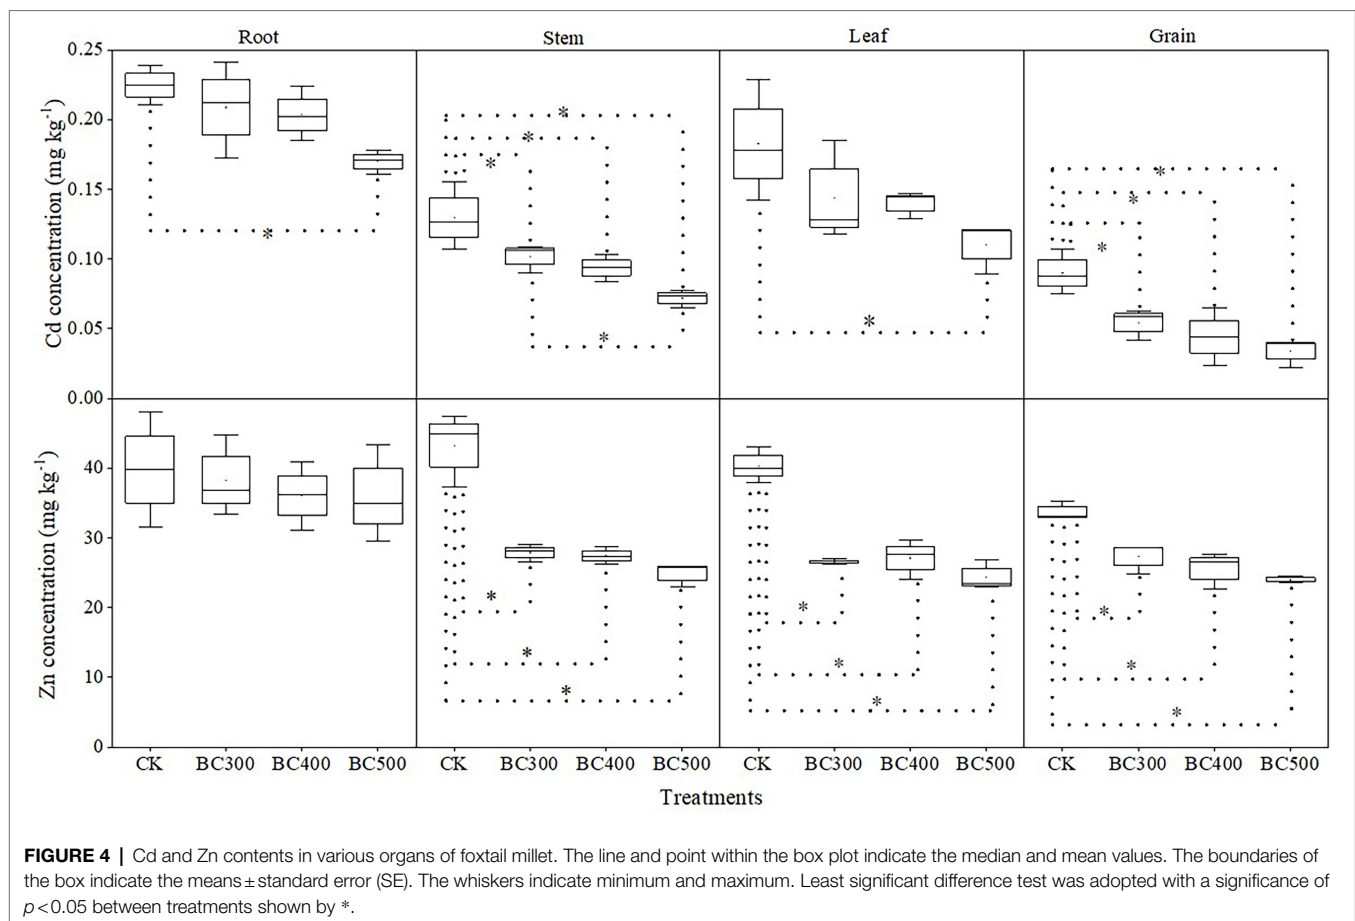 Root Stem Leaf Grain
Cd concentration (mg kg⁻¹)
0.25
0.20
0.15
0.10
0.05
0.00
* * * * * * * * *
Zn concentration (mg kg⁻¹)
40
30
20
10
0
* * * * * * * * *
CK BC300 BC400 BC500 CK BC300 BC400 BC500 CK BC300 BC400 BC500 CK BC300 BC400 BC500
Treatments
FIGURE 4 | Cd and Zn contents in various organs of foxtail millet. The line and point within the box plot indicate the median and mean values. The boundaries of
the box indicate the means ± standard error (SE). The whiskers indicate minimum and maximum. Least significant difference test was adopted with a significance of
p < 0.05 between treatments shown by *.